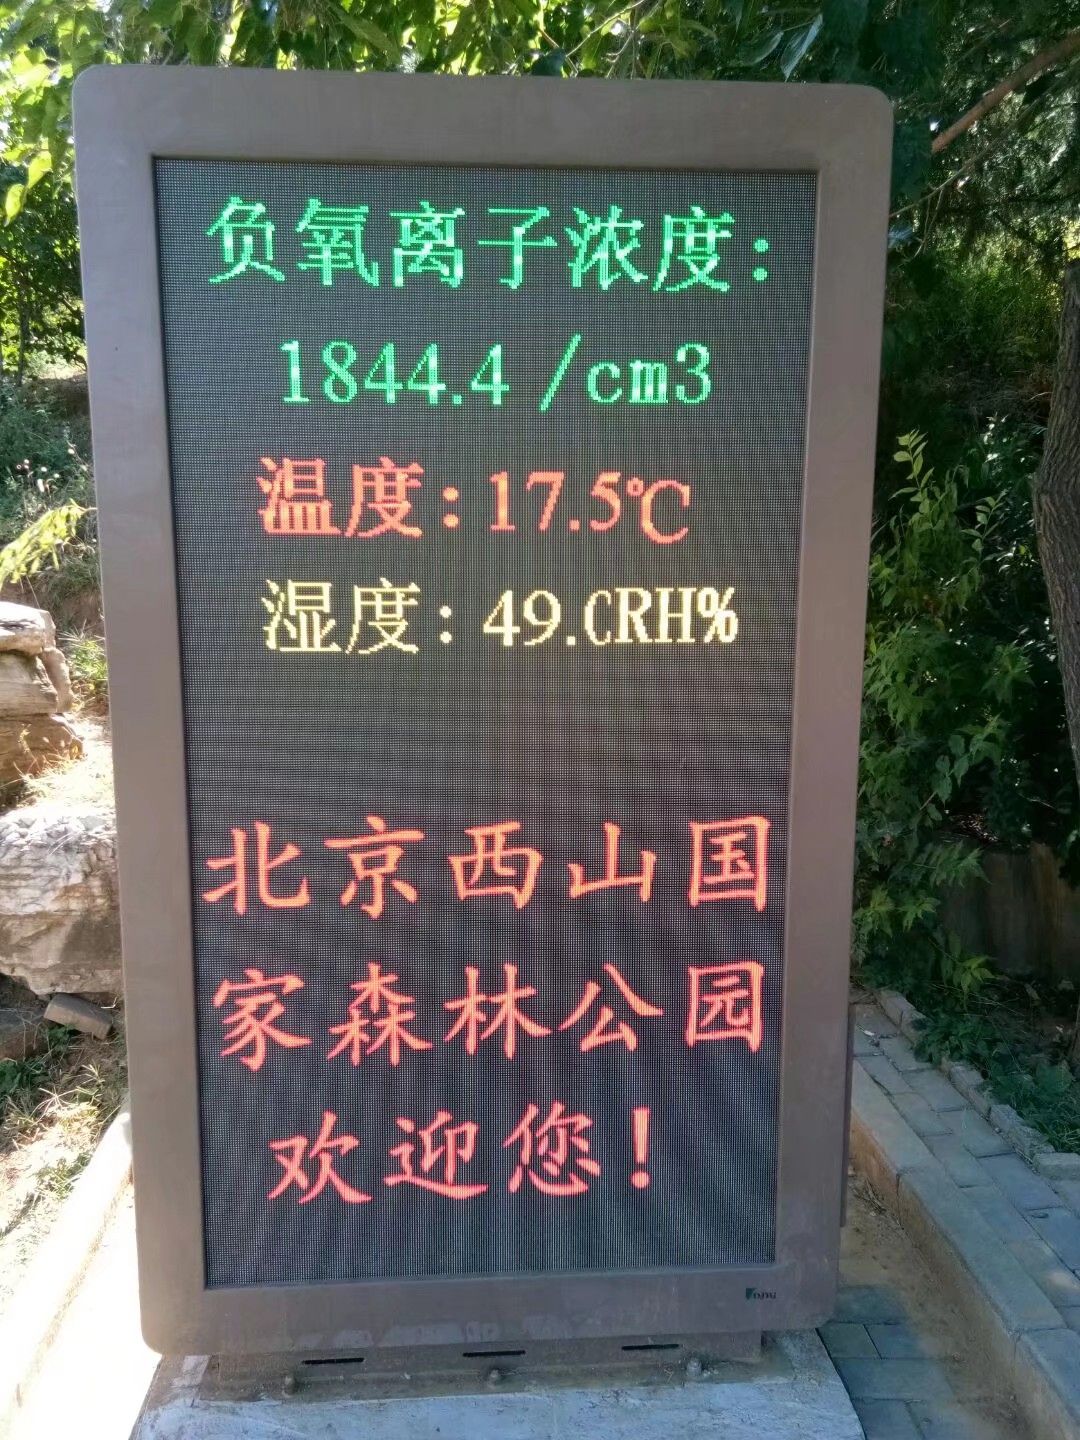 负氧离子浓度：
1844.4 /cm3
温度：17.5℃
湿度：49.CRH%
北京西山国
家森林公园
欢迎您！